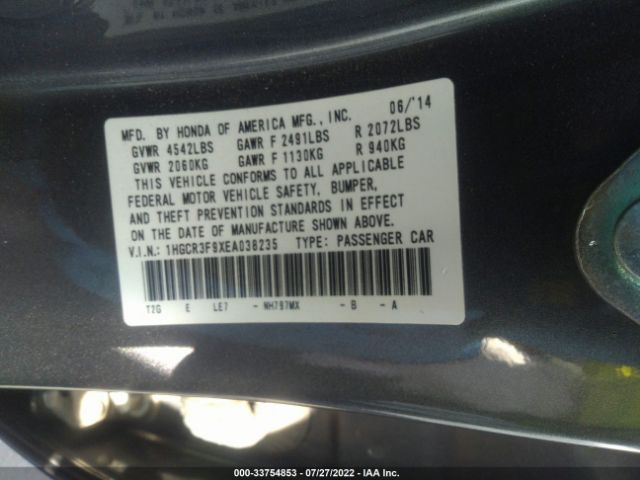 MFD. BY HONDA OF AMERICA MFG., INC. 06/'14
GVWR 4542LBS GAWR F 2491LBS R 2072LBS
GVWR 2060KG GAWR F 1130KG R 940KG
THIS VEHICLE CONFORMS TO ALL APPLICABLE
FEDERAL MOTOR VEHICLE SAFETY, BUMPER,
AND THEFT PREVENTION STANDARDS IN EFFECT
ON THE DATE OF MANUFACTURE SHOWN ABOVE.
V.I.N.: 1HGCR3F9XEA038235 TYPE: PASSENGER CAR
T2G E LE7 - NH797MX - B - A
000-33754853 | 07/27/2022 | IAA Inc.